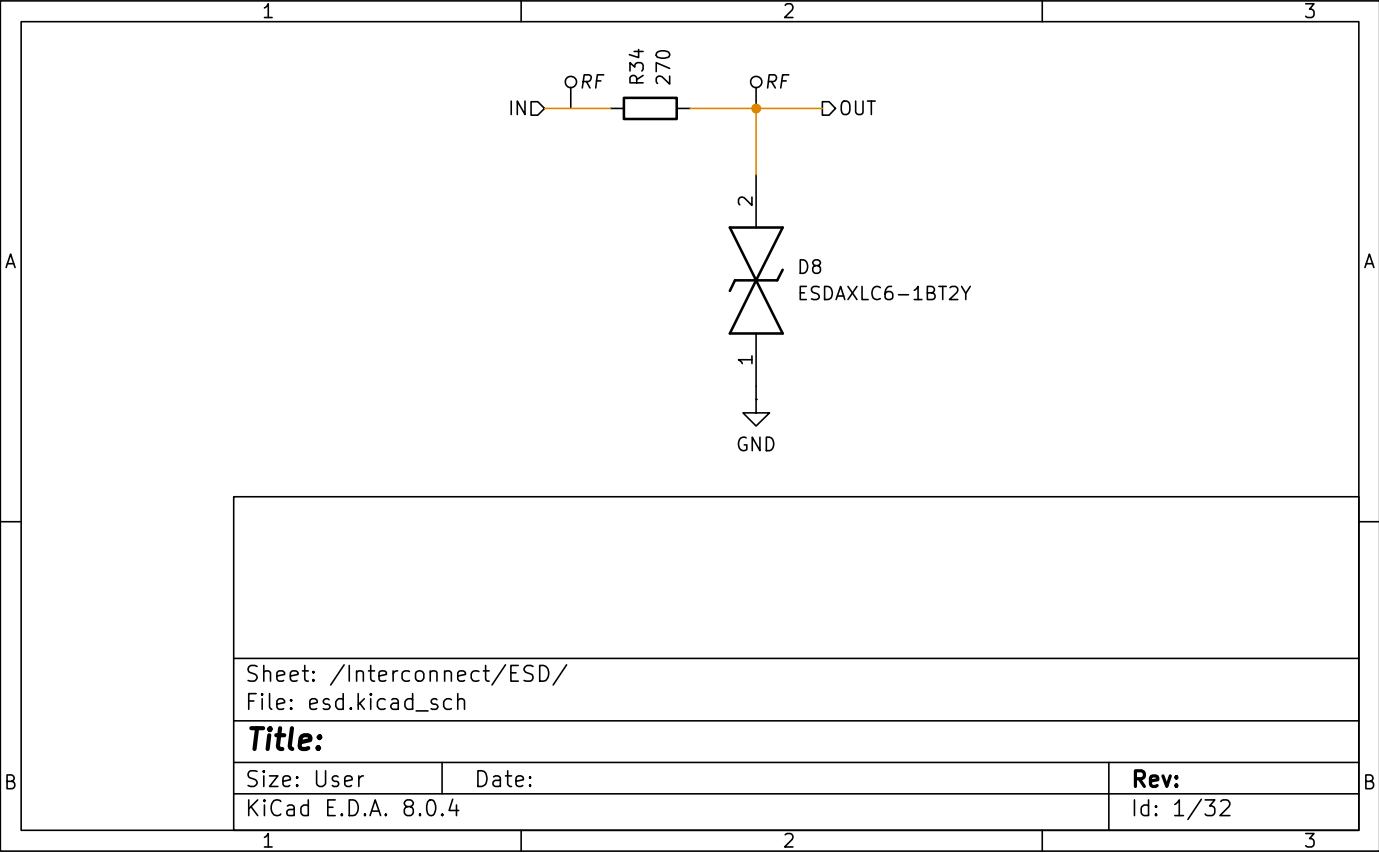 1 2 3
R34
270
RF RF
IN OUT
2
A A
D8
ESDAXLC6-1BT2Y
1
GND
Sheet: /Interconnect/ESD/
File: esd.kicad_sch
Title:
B B
Size: User Date: Rev:
KiCad E.D.A. 8.0.4 Id: 1/32
1 2 3